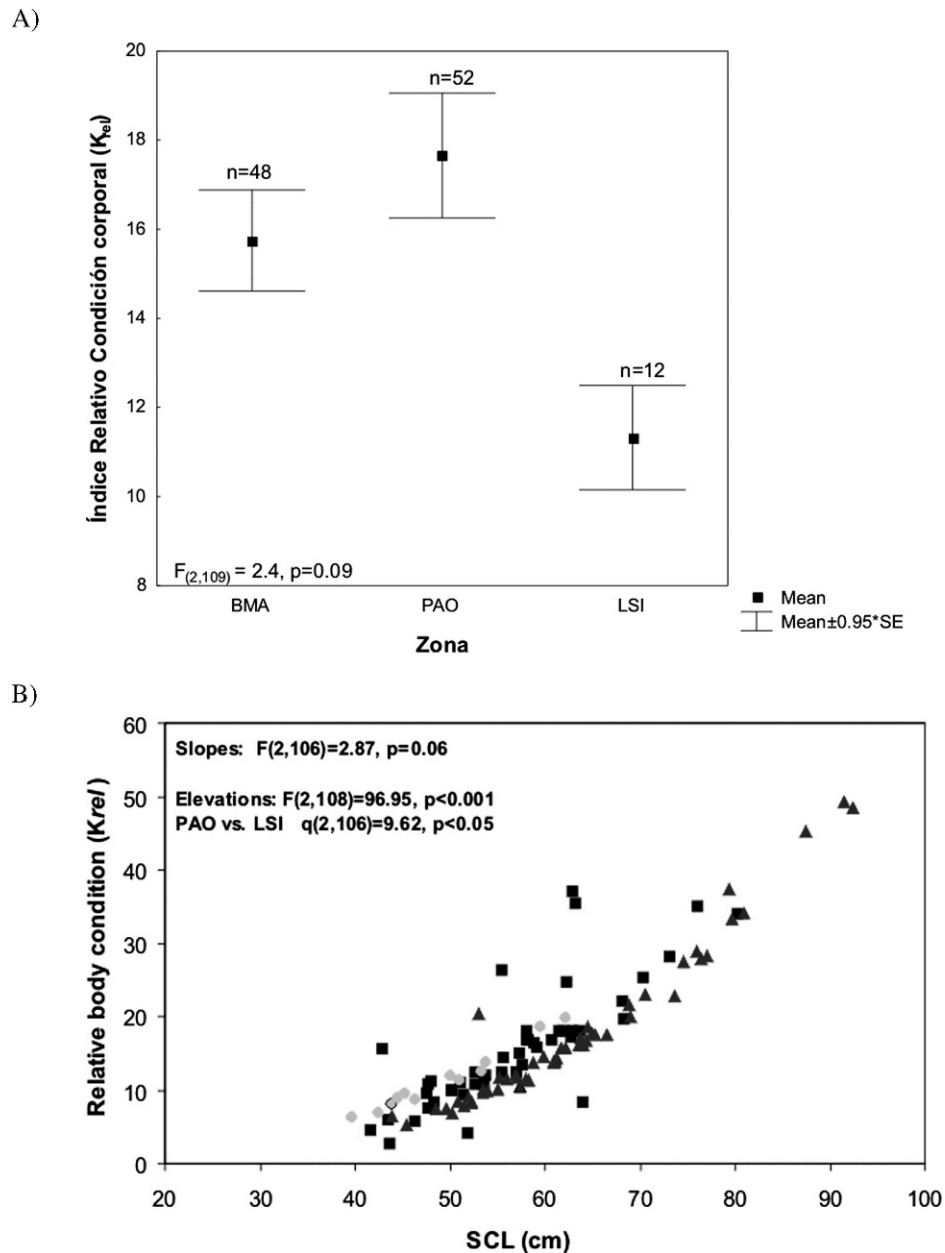 A)
20
18
16
14
12
10
8
Índice Relativo Condición corporal (Krel)
n=48
n=52
n=12
F(2,109) = 2.4, p=0.09
BMA
PAO
LSI
Zona
Mean
Mean±0.95*SE
B)
60
50
40
30
20
10
0
Relative body condition (Krel)
Slopes: F(2,106)=2.87, p=0.06
Elevations: F(2,108)=96.95, p<0.001
PAO vs. LSI q(2,106)=9.62, p<0.05
20 30 40 50 60 70 80 90 100
SCL (cm)